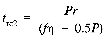 t_rc2 = Pr / (fη − 0.5P)